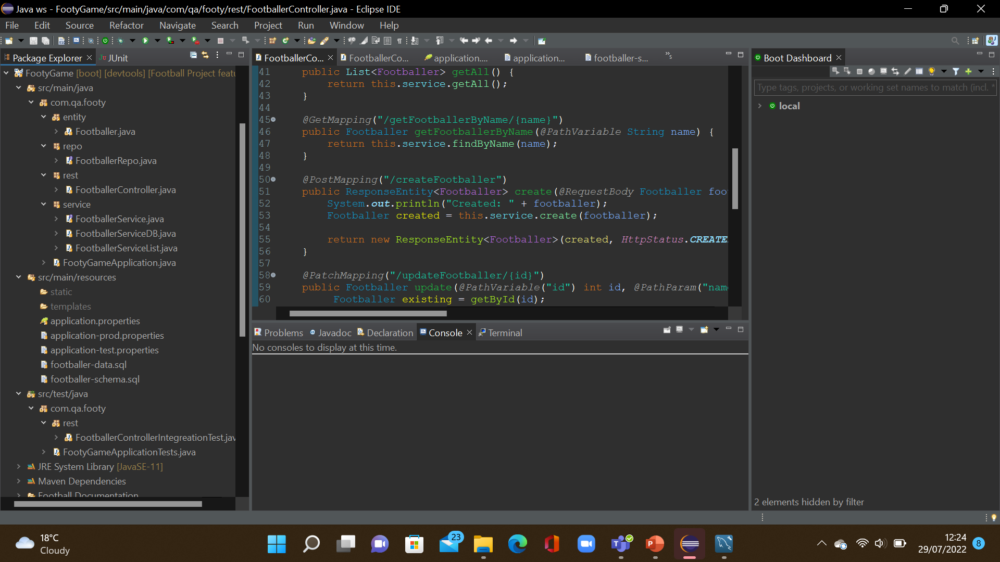 Java ws - FootyGame/src/main/java/com/qa/footy/rest/FootballerController.java - Eclipse IDE
File Edit Source Refactor Navigate Search Project Run Window Help
Package Explorer
JUnit
FootyGame [boot] [devtools] [Football Project featu
src/main/java
com.qa.footy
entity
Footballer.java
repo
FootballerRepo.java
rest
FootballerController.java
service
FootballerService.java
FootballerServiceDB.java
FootballerServiceList.java
FootyGameApplication.java
src/main/resources
static
templates
application.properties
application-prod.properties
application-test.properties
footballer-data.sql
footballer-schema.sql
src/test/java
com.qa.footy
rest
FootballerControllerIntegreationTest.jav
FootyGameApplicationTests.java
JRE System Library [JavaSE-11]
Maven Dependencies
Football Documentation
FootballerCo... FootballerCo... application.... application... footballer-s... »5
41 public List<Footballer> getAll() {
42 return this.service.getAll();
43 }
44
45 @GetMapping("/getFootballerByName/{name}")
46 public Footballer getFootballerByName(@PathVariable String name) {
47 return this.service.findByName(name);
48 }
49
50 @PostMapping("/createFootballer")
51 public ResponseEntity<Footballer> create(@RequestBody Footballer foo
52 System.out.println("Created: " + footballer);
53 Footballer created = this.service.create(footballer);
54
55 return new ResponseEntity<Footballer>(created, HttpStatus.CREATE
56 }
57
58 @PatchMapping("/updateFootballer/{id}")
59 public Footballer update(@PathVariable("id") int id, @PathParam("nam
60 Footballer existing = getById(id);
Problems Javadoc Declaration Console Terminal
No consoles to display at this time.
Boot Dashboard
Type tags, projects, or working set names to match (incl. *
local
2 elements hidden by filter
18°C
Cloudy
23
12:24
29/07/2022
8